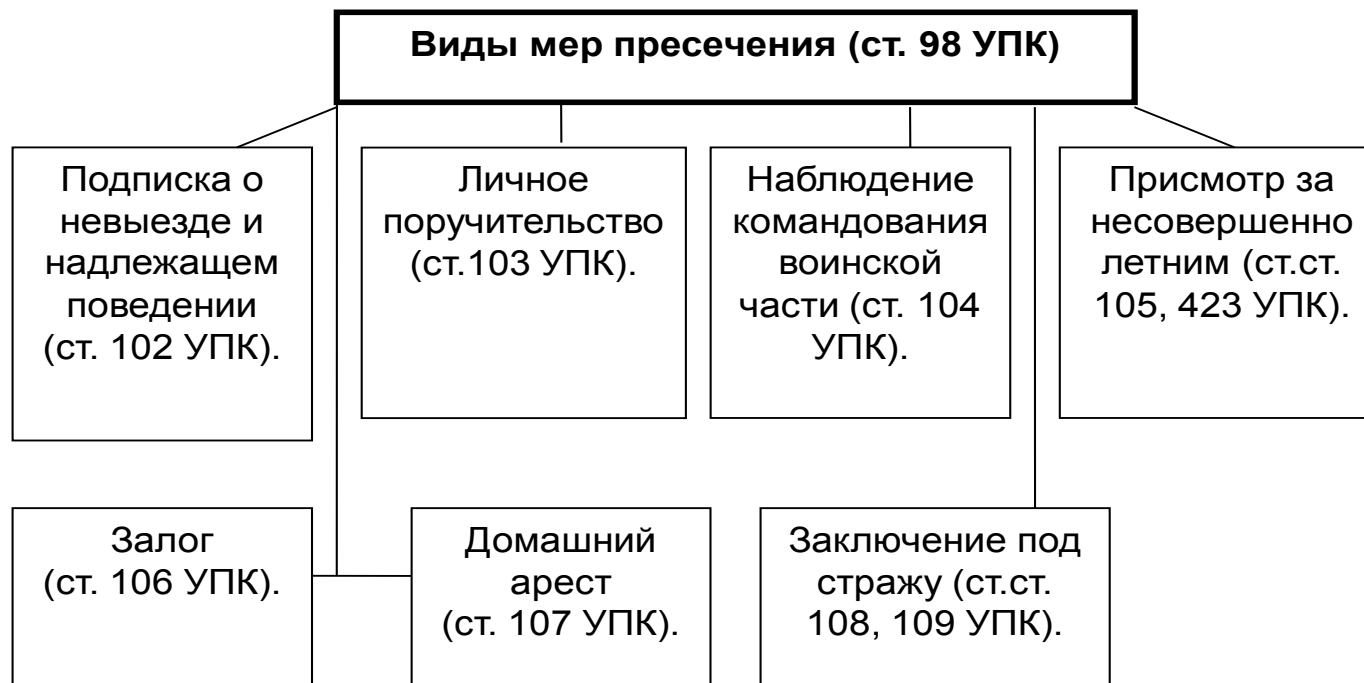 Виды мер пресечения (ст. 98 УПК)
Подписка о
невыезде и
надлежащем
поведении
(ст. 102 УПК).
Личное
поручительство
(ст.103 УПК).
Наблюдение
командования
воинской
части (ст. 104
УПК).
Присмотр за
несовершенно
летним (ст.ст.
105, 423 УПК).
Залог
(ст. 106 УПК).
Домашний
арест
(ст. 107 УПК).
Заключение под
стражу (ст.ст.
108, 109 УПК).